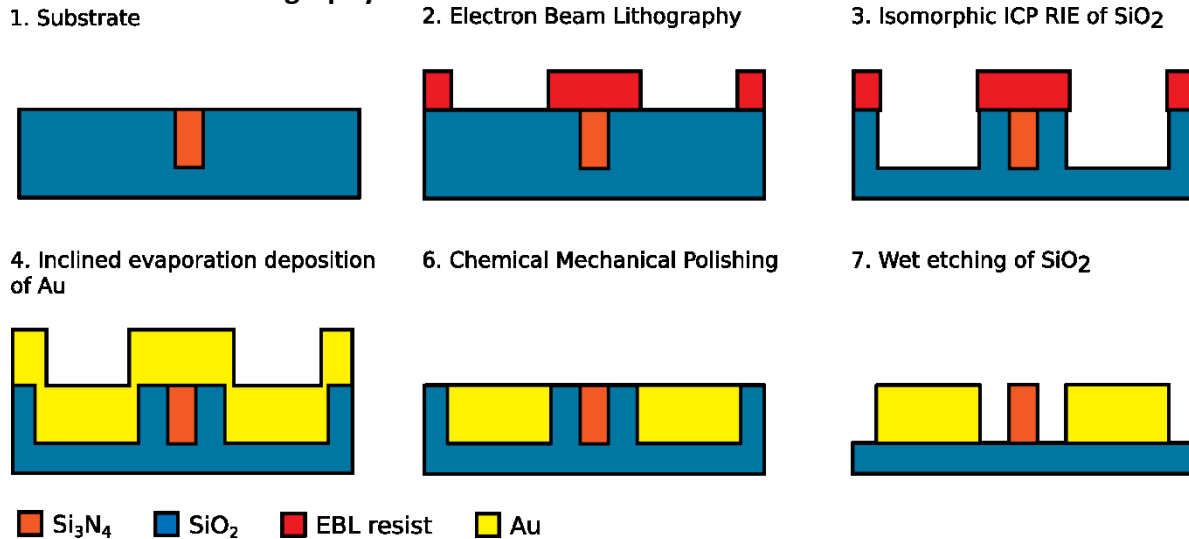 1. Substrate
2. Electron Beam Lithography
3. Isomorphic ICP RIE of SiO2
4. Inclined evaporation deposition
of Au
6. Chemical Mechanical Polishing
7. Wet etching of SiO2
Si3N4
SiO2
EBL resist
Au